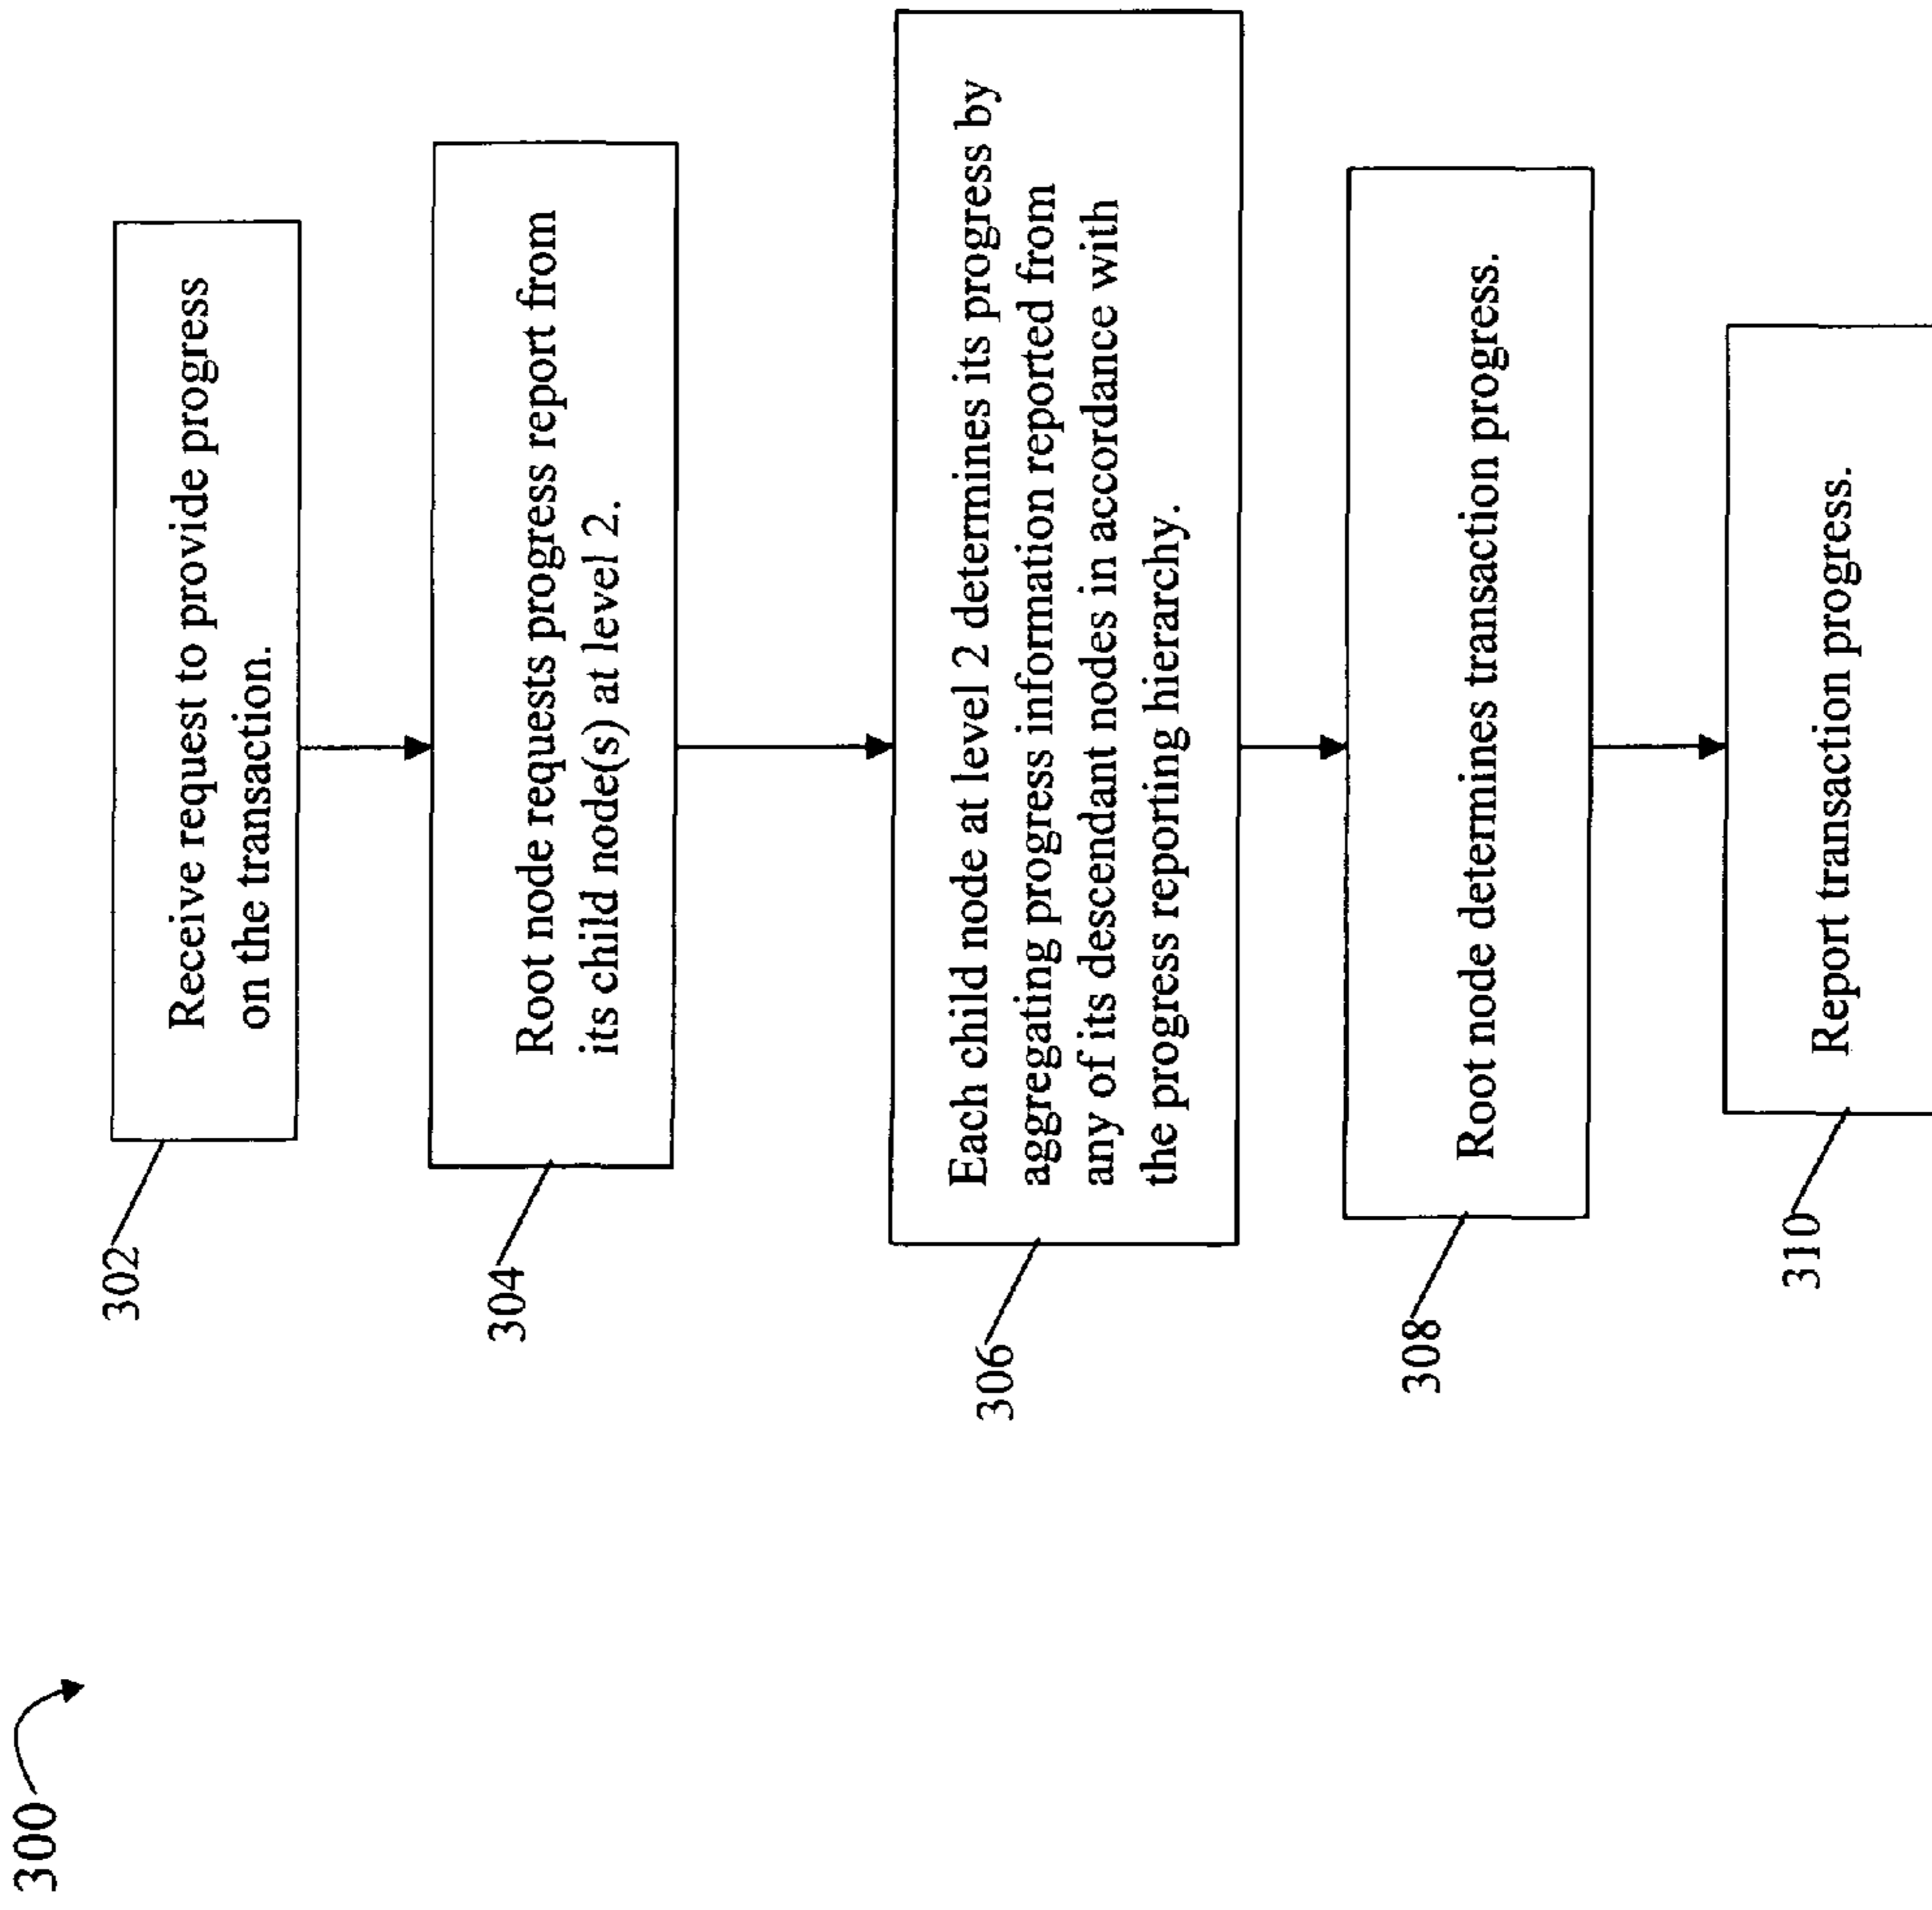 300
302
Receive request to provide progress
on the transaction.
304
Root node requests progress report from
its child node(s) at level 2.
306
Each child node at level 2 determines its progress by
aggregating progress information reported from
any of its descendant nodes in accordance with
the progress reporting hierarchy.
308
Root node determines transaction progress.
310
Report transaction progress.